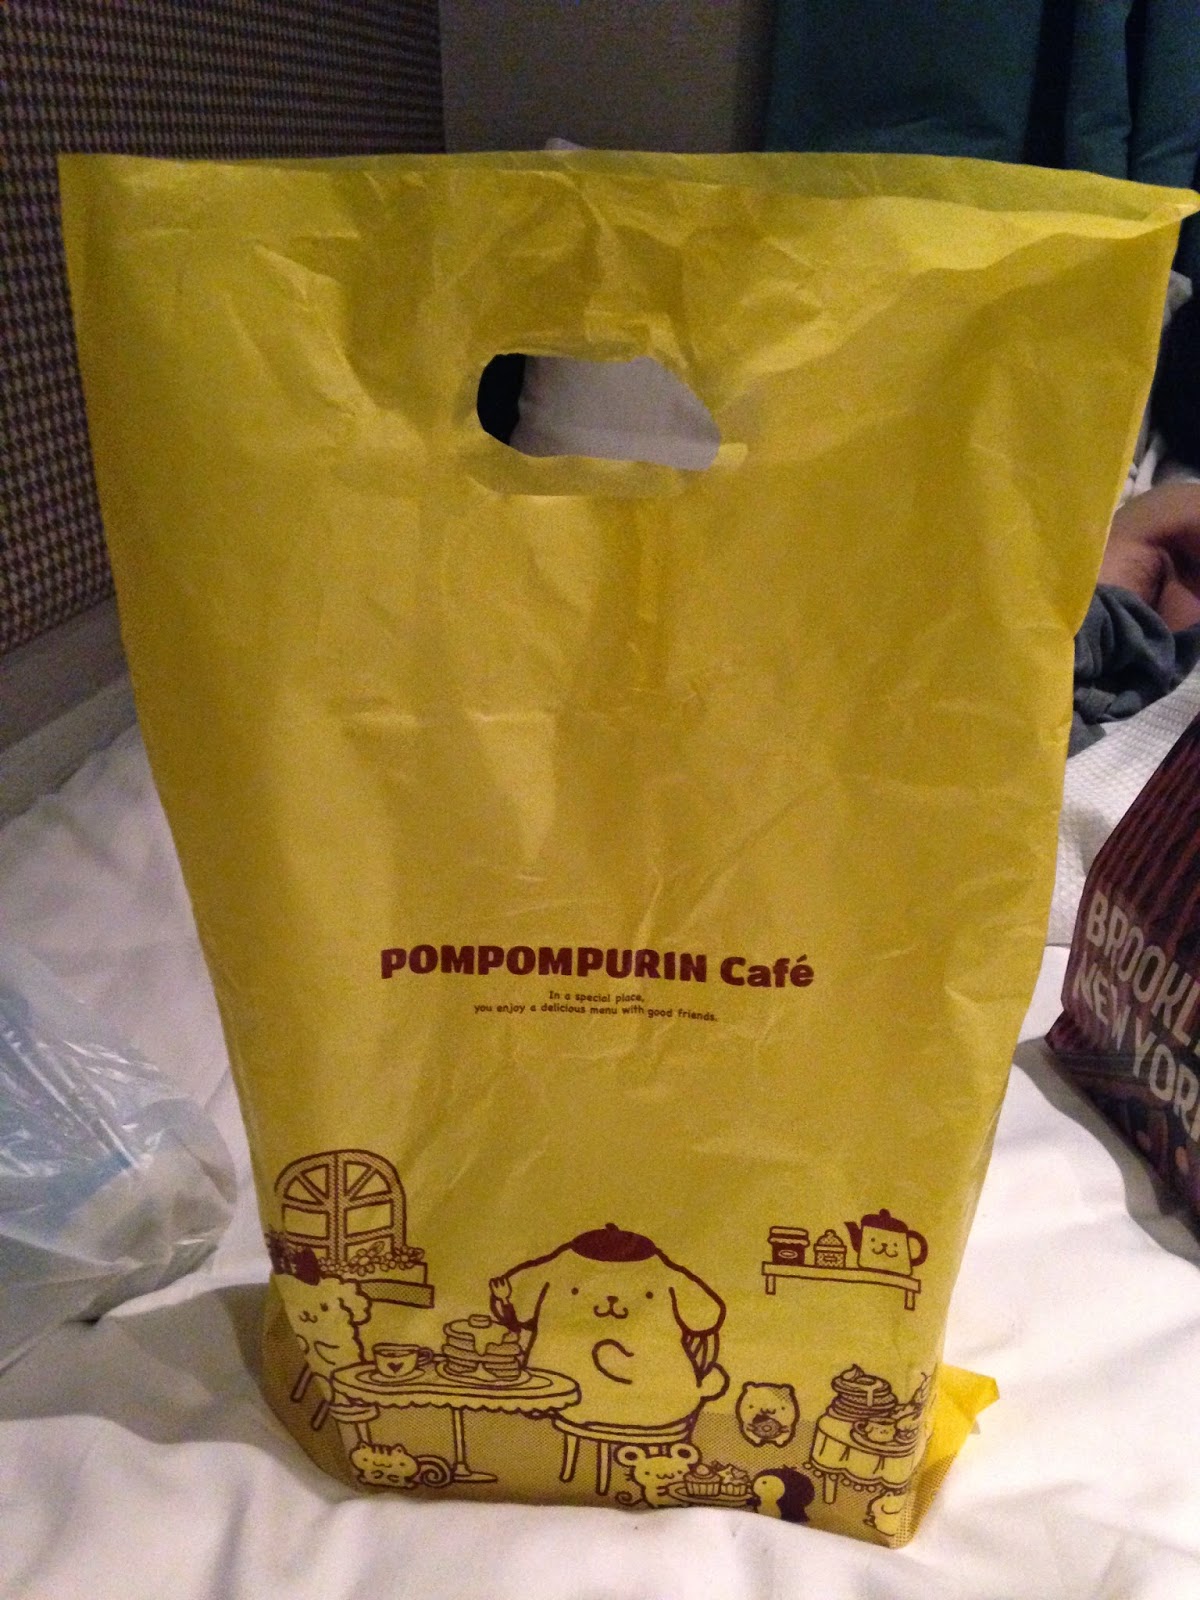 POMPOMPURIN Café
In a special place,
you enjoy a delicious menu with good friends.
BROOKL
NEW YORK